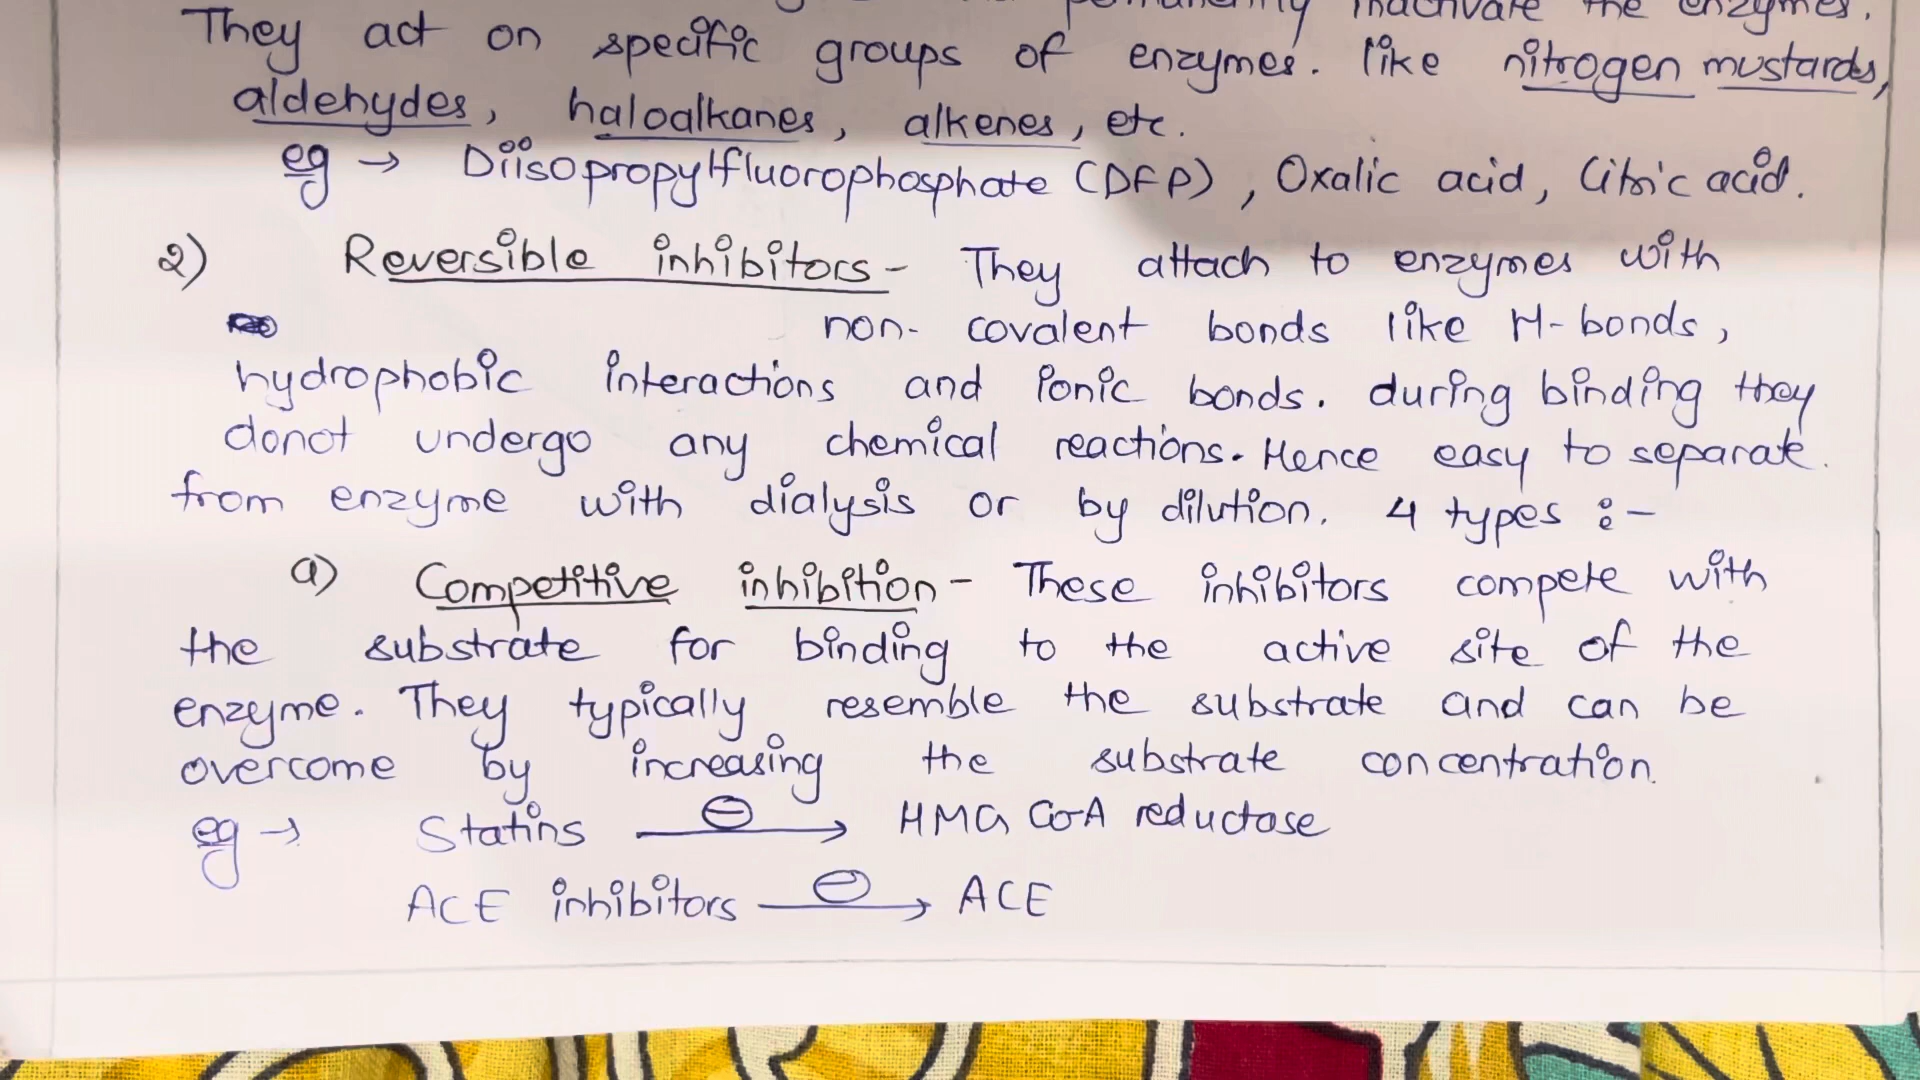 permanently inactivate the enzymes.
They act on specific groups of enzymes. like nitrogen mustards,
aldehydes, haloalkanes, alkenes, etc.
eg → Diisopropylfluorophosphate (DFP), Oxalic acid, Citric acid.
2) Reversible inhibitors - They attach to enzymes with
non-covalent bonds like H-bonds,
hydrophobic interactions and ionic bonds. during binding they
donot undergo any chemical reactions. Hence easy to separate.
from enzyme with dialysis or by dilution. 4 types :-
a) Competitive inhibition - These inhibitors compete with
the substrate for binding to the active site of the
enzyme. They typically resemble the substrate and can be
overcome by increasing the substrate concentration.
eg → Statins ⊖→ HMG CoA reductase
ACE inhibitors ⊖→ ACE